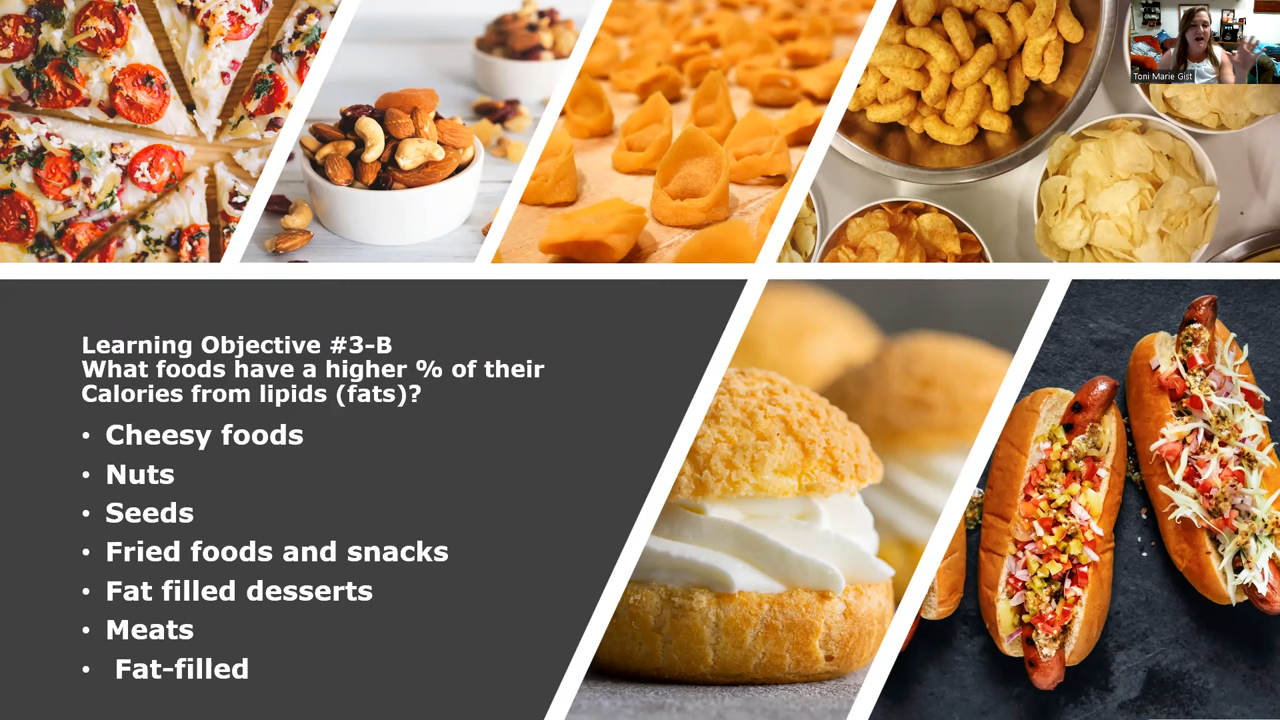 Toni Marie Gist
Learning Objective #3-B
What foods have a higher % of their
Calories from lipids (fats)?
• Cheesy foods
• Nuts
• Seeds
• Fried foods and snacks
• Fat filled desserts
• Meats
• Fat-filled